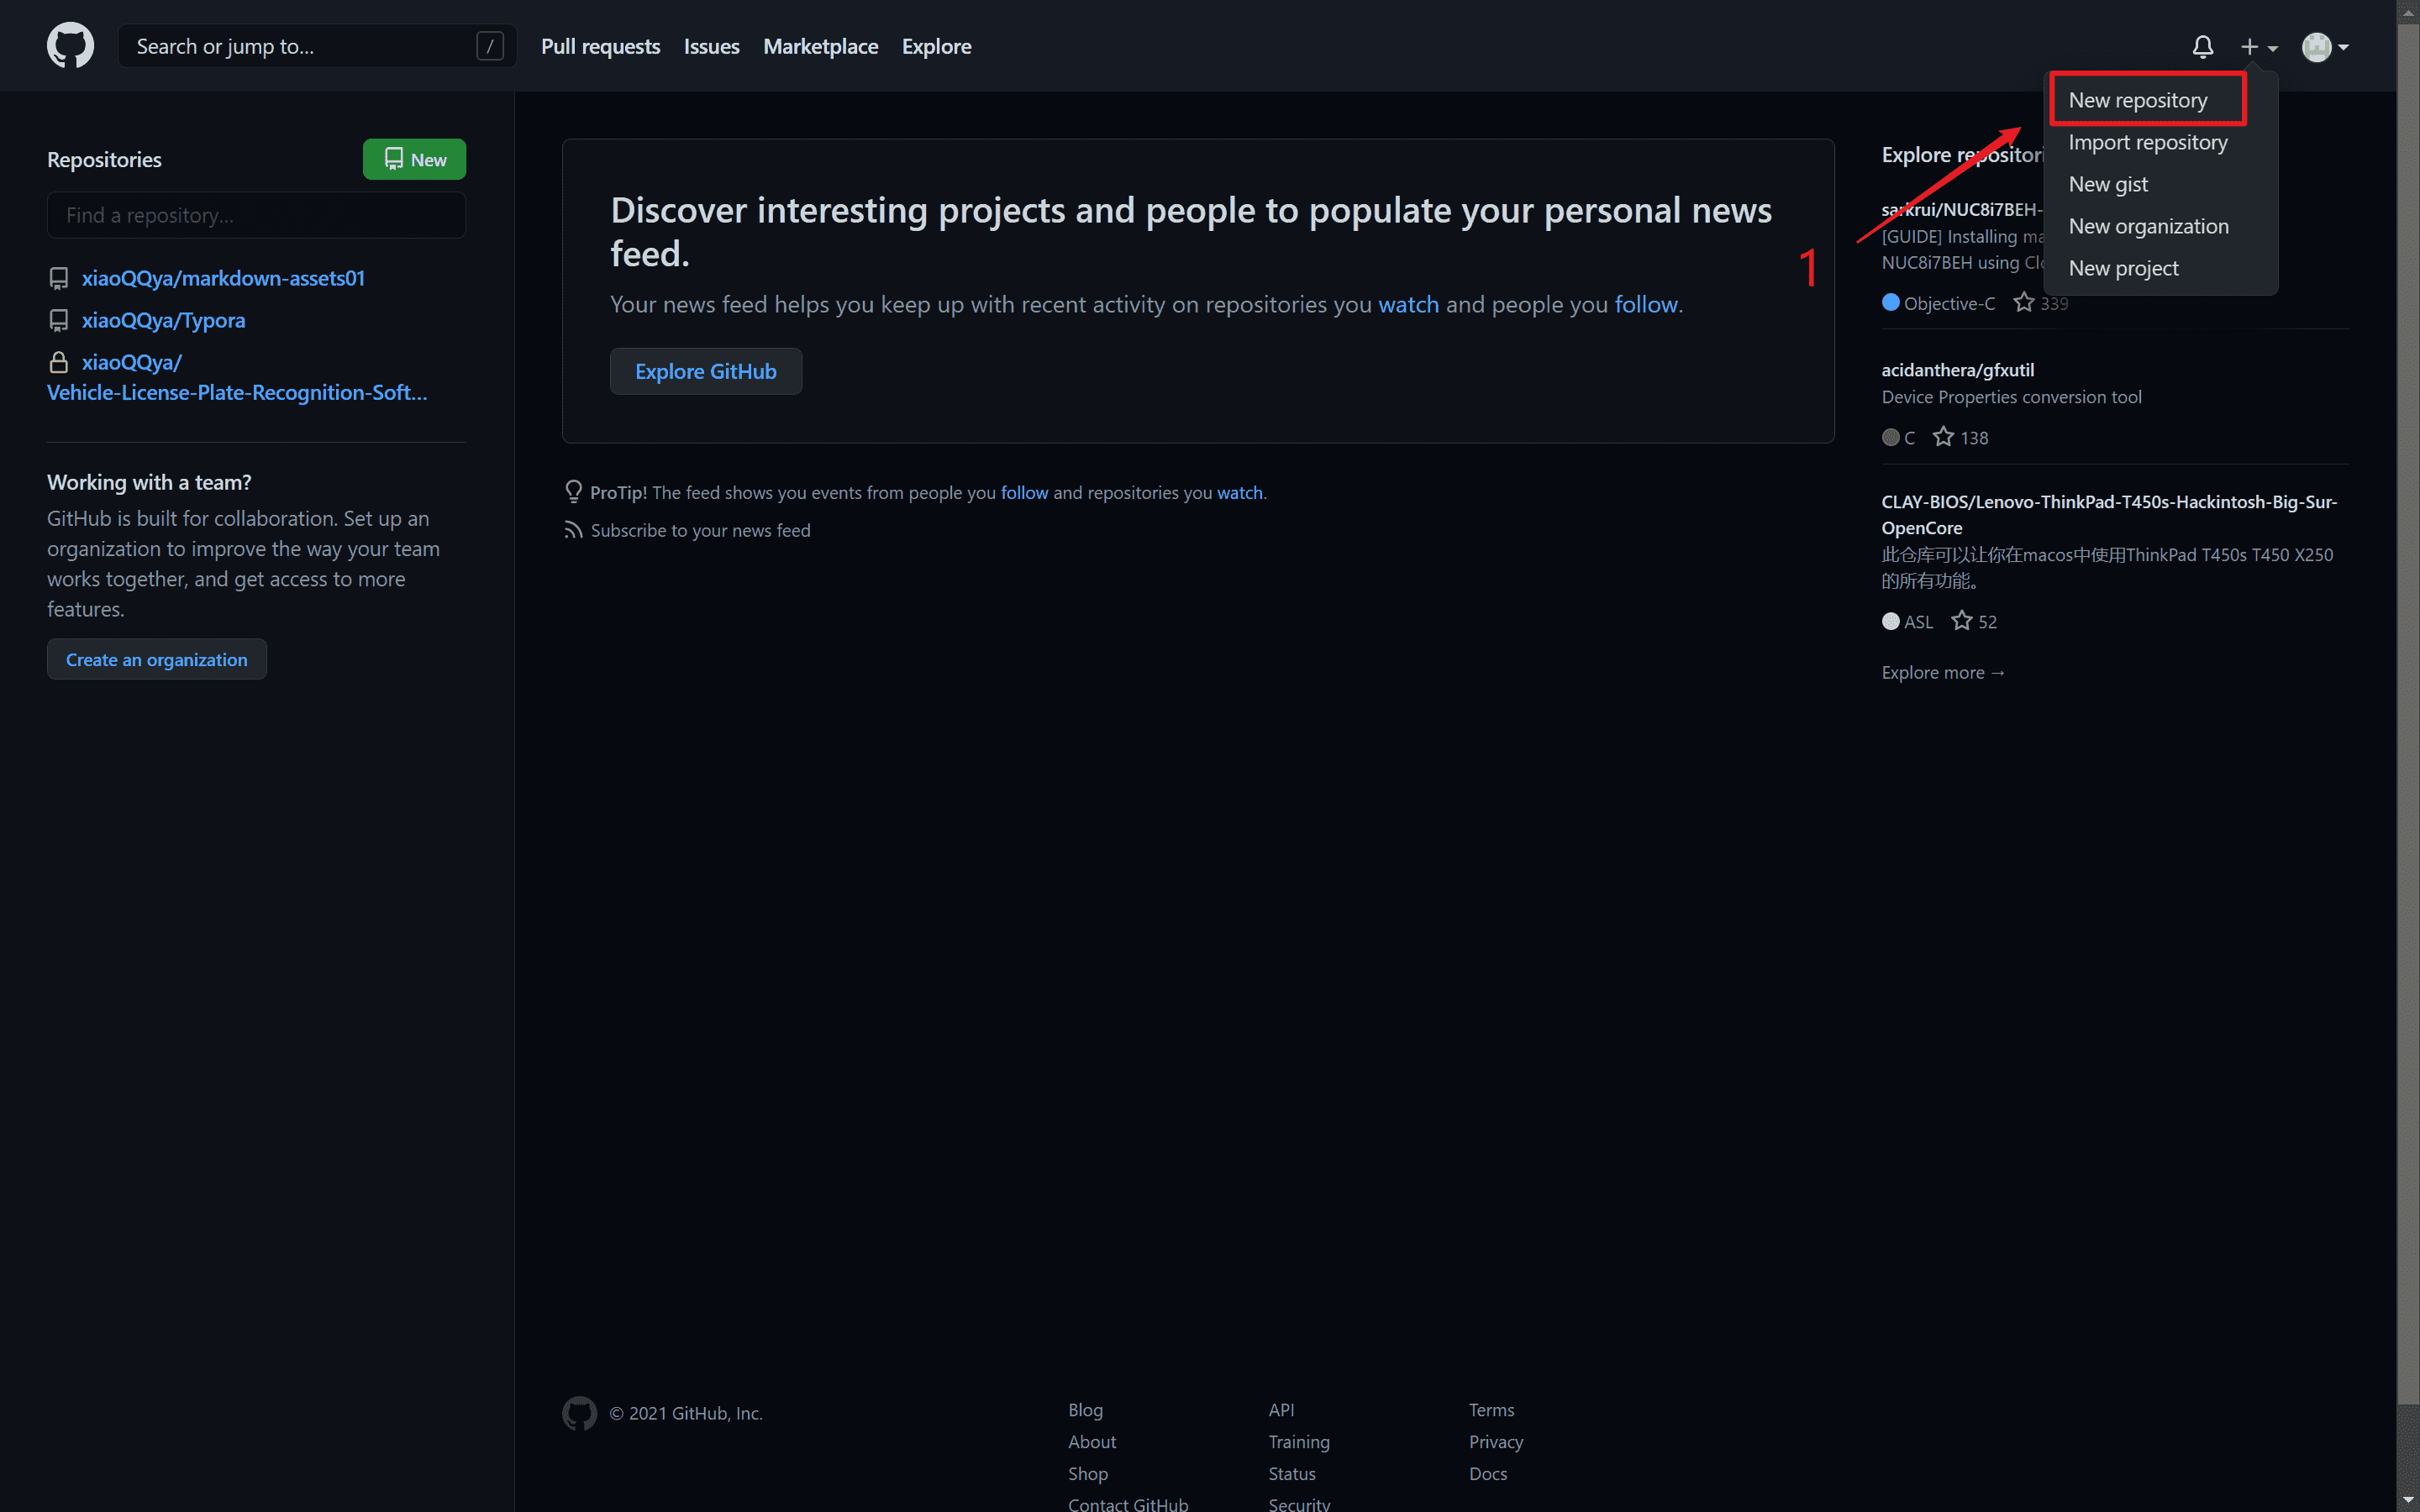 Search or jump to...
/
Pull requests
Issues
Marketplace
Explore
Repositories
New
Find a repository...
xiaoQQya/markdown-assets01
xiaoQQya/Typora
xiaoQQya/
Vehicle-License-Plate-Recognition-Soft...
Working with a team?
GitHub is built for collaboration. Set up an
organization to improve the way your team
works together, and get access to more
features.
Create an organization
Discover interesting projects and people to populate your personal news
feed.
Your news feed helps you keep up with recent activity on repositories you watch and people you follow.
Explore GitHub
ProTip! The feed shows you events from people you follow and repositories you watch.
Subscribe to your news feed
1
New repository
Import repository
New gist
New organization
New project
Explore repositori
sarkrui/NUC8i7BEH-
[GUIDE] Installing ma
NUC8i7BEH using Clo
Objective-C
339
acidanthera/gfxutil
Device Properties conversion tool
C
138
CLAY-BIOS/Lenovo-ThinkPad-T450s-Hackintosh-Big-Sur-
OpenCore
此仓库可以让你在macos中使用ThinkPad T450s T450 X250
的所有功能。
ASL
52
Explore more →
© 2021 GitHub, Inc.
Blog
About
Shop
Contact GitHub
API
Training
Status
Security
Terms
Privacy
Docs